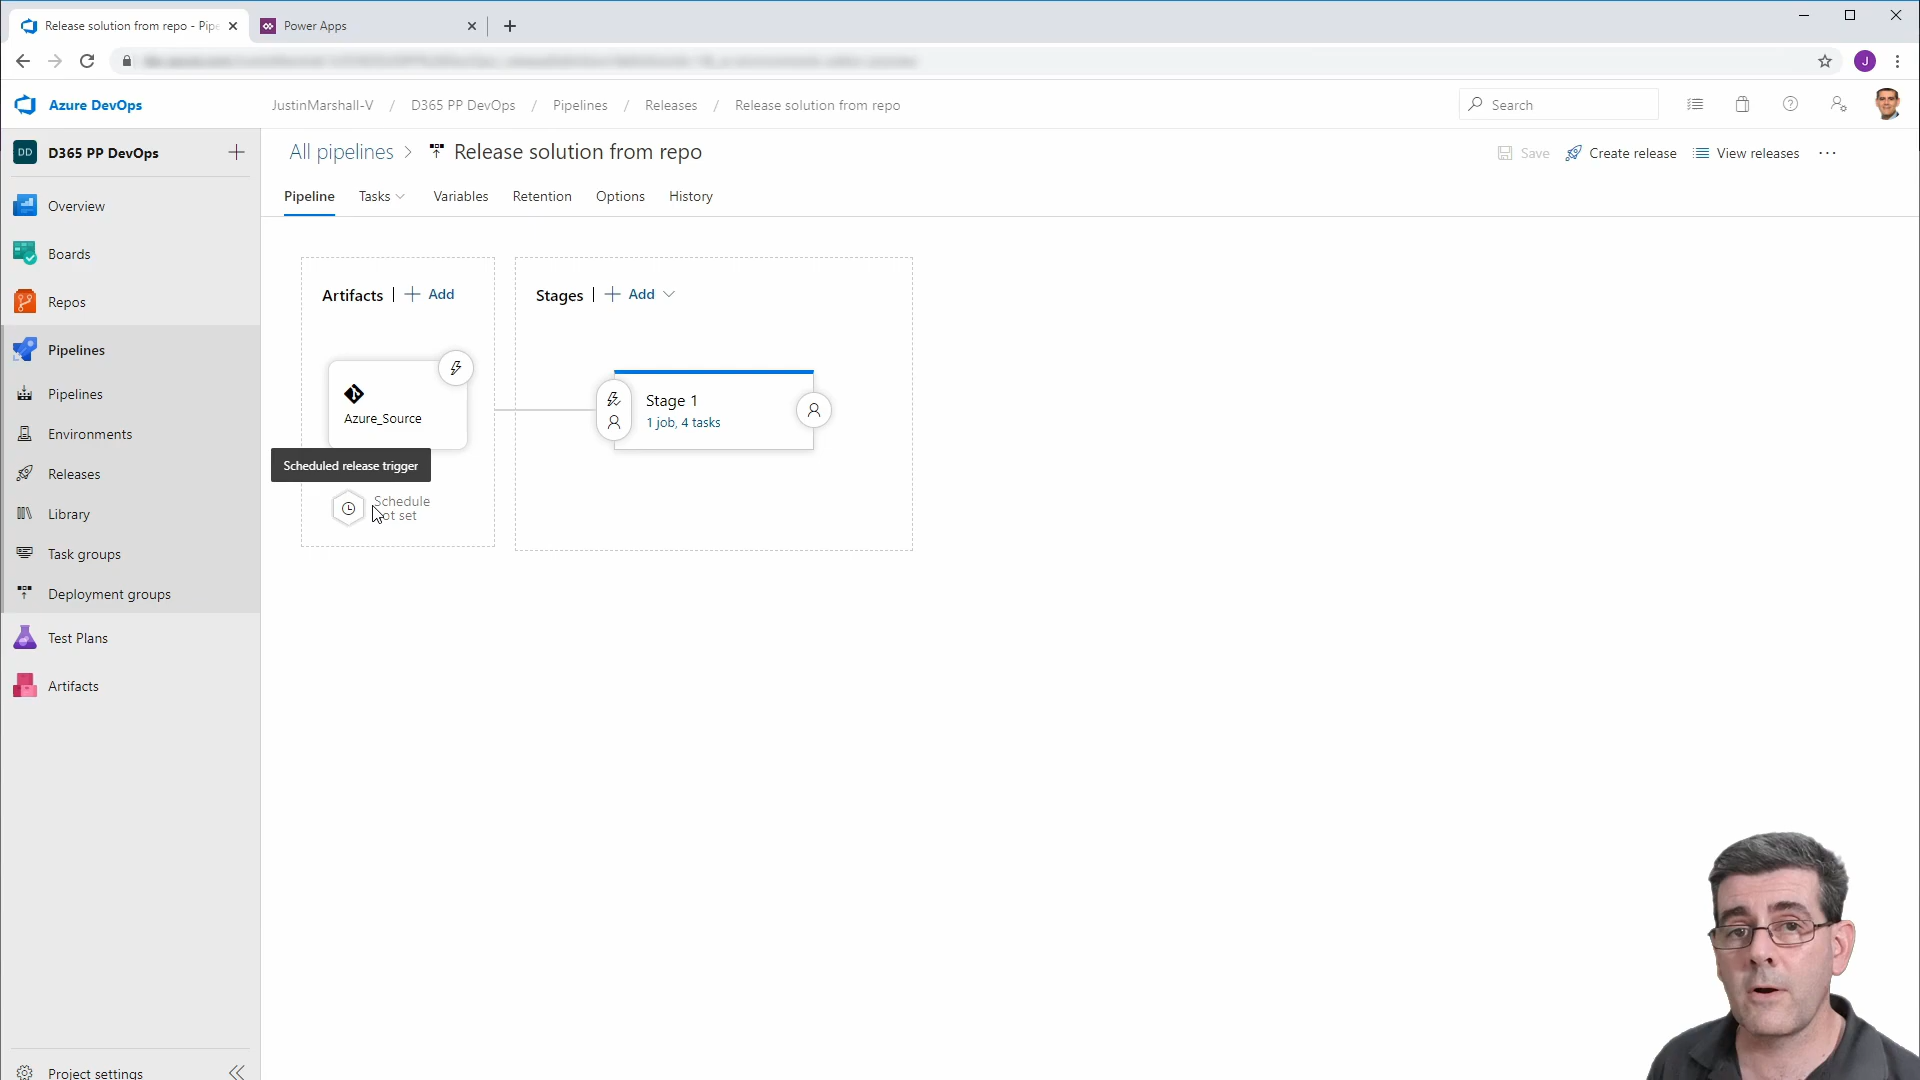 Release solution from repo - Pipe
Power Apps
J
Azure DevOps
JustinMarshall-V / D365 PP DevOps / Pipelines / Releases / Release solution from repo
Search
DD D365 PP DevOps
All pipelines > Release solution from repo
Save Create release View releases ...
Pipeline Tasks Variables Retention Options History
Overview
Boards
Repos
Pipelines
Pipelines
Environments
Releases
Library
Task groups
Deployment groups
Test Plans
Artifacts
Project settings
Artifacts | + Add
Azure_Source
Scheduled release trigger
Schedule
not set
Stages | + Add
Stage 1
1 job, 4 tasks